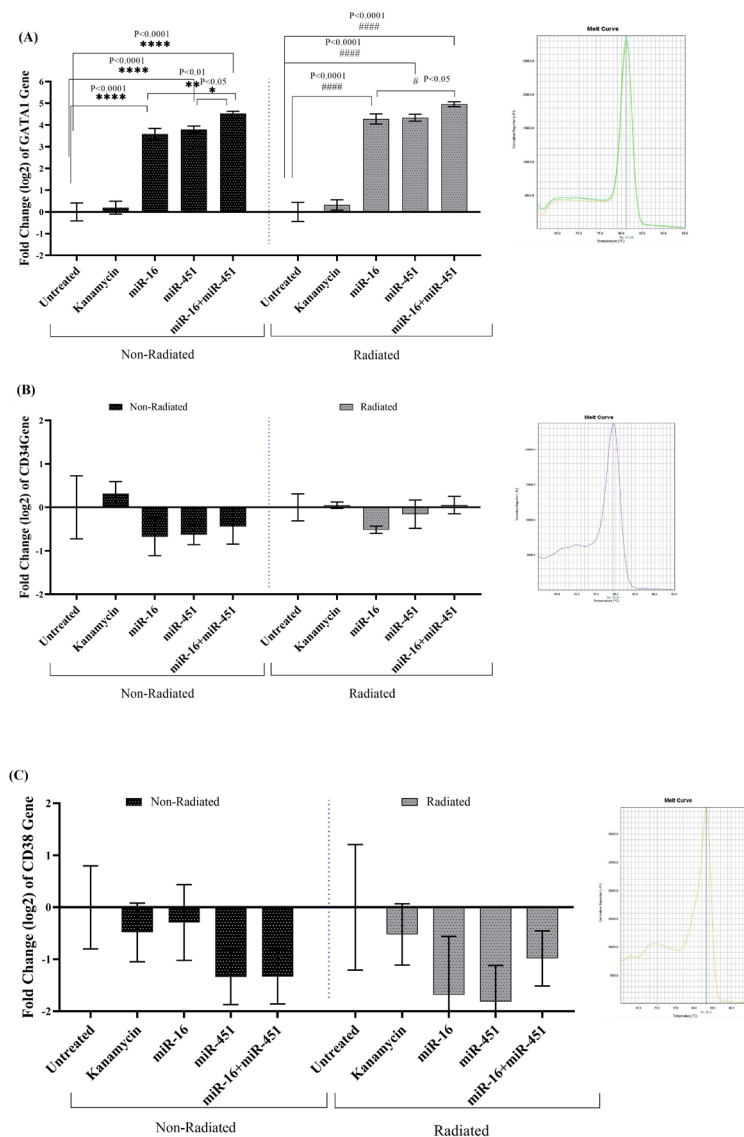 (A)
P<0.0001
****
P<0.0001
****
P<0.01
**
P<0.05
*
P<0.0001
****
P<0.0001
####
P<0.0001
####
P<0.0001
####
#
P<0.05
Fold Change (log2) of GATA1 Gene
6
5
4
3
2
1
0
-1
-2
Untreated
Kanamycin
miR-16
miR-451
miR-16+miR-451
Untreated
Kanamycin
miR-16
miR-451
miR-16+miR-451
Non-Radiated
Radiated
Melt Curve
Derivative Reporter (-Rn')
Temperature (°C)
(B)
Non-Radiated
Radiated
Fold Change (log2) of CD34Gene
2
1
0
-1
-2
Untreated
Kanamycin
miR-16
miR-451
miR-16+miR-451
Untreated
Kanamycin
miR-16
miR-451
miR-16+miR-451
Non-Radiated
Radiated
Melt Curve
Temperature (°C)
(C)
Non-Radiated
Radiated
Fold Change (log2) of CD38 Gene
2
1
0
-1
-2
Untreated
Kanamycin
miR-16
miR-451
miR-16+miR-451
Untreated
Kanamycin
miR-16
miR-451
miR-16+miR-451
Non-Radiated
Radiated
Melt Curve
Temperature (°C)